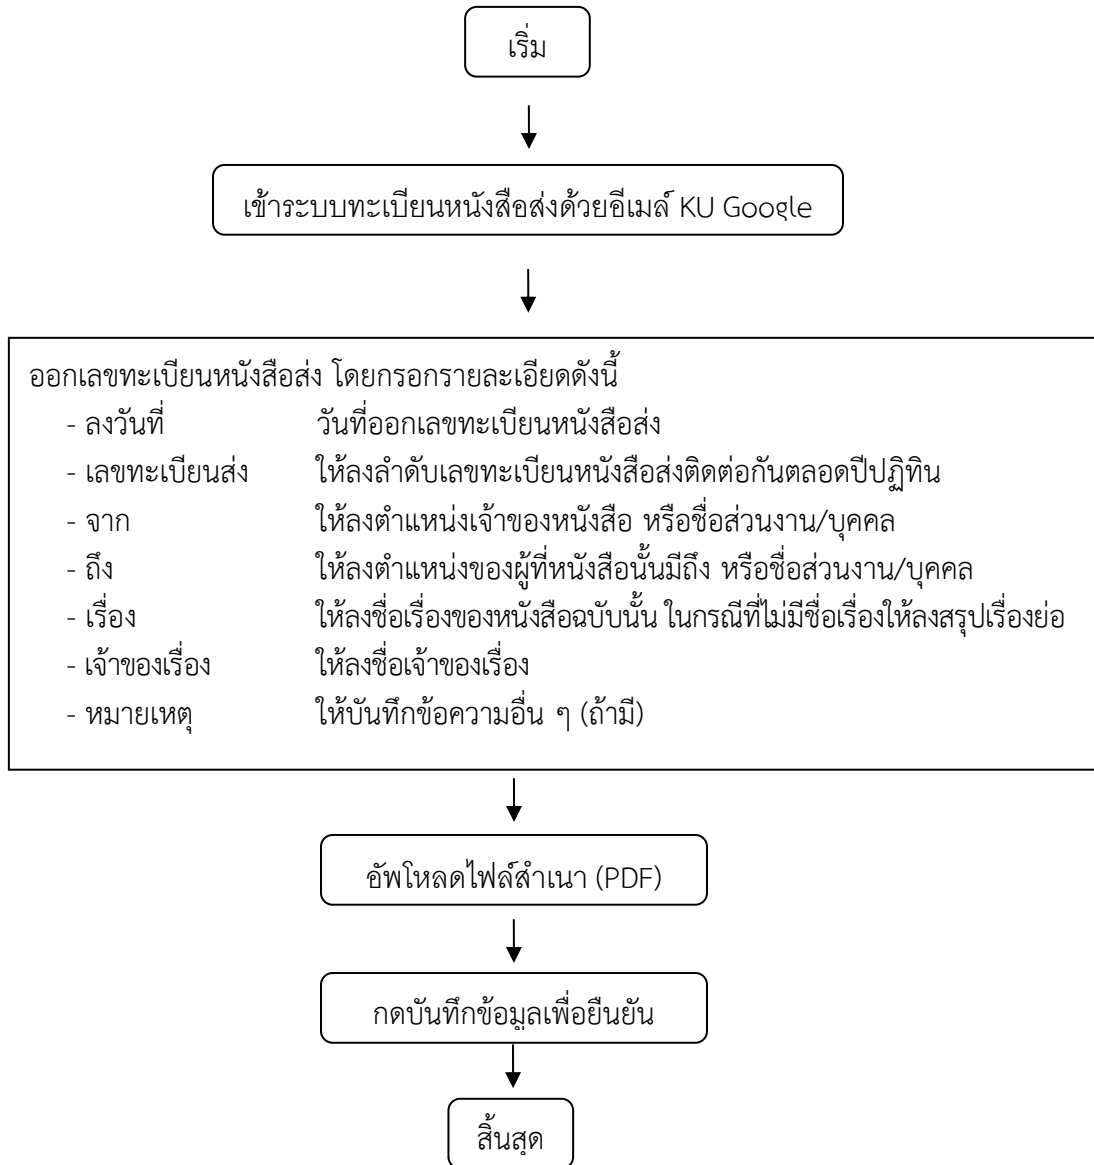 เริ่ม
เข้าระบบทะเบียนหนังสือส่งด้วยอีเมล์ KU Google
ออกเลขทะเบียนหนังสือส่ง โดยกรอกรายละเอียดดังนี้
- ลงวันที่ วันที่ออกเลขทะเบียนหนังสือส่ง
- เลขทะเบียนส่ง ให้ลงลำดับเลขทะเบียนหนังสือส่งติดต่อกันตลอดปีปฏิทิน
- จาก ให้ลงตำแหน่งเจ้าของหนังสือ หรือชื่อส่วนงาน/บุคคล
- ถึง ให้ลงตำแหน่งของผู้ที่หนังสือนั้นมีถึง หรือชื่อส่วนงาน/บุคคล
- เรื่อง ให้ลงชื่อเรื่องของหนังสือฉบับนั้น ในกรณีที่ไม่มีชื่อเรื่องให้ลงสรุปเรื่องย่อ
- เจ้าของเรื่อง ให้ลงชื่อเจ้าของเรื่อง
- หมายเหตุ ให้บันทึกข้อความอื่น ๆ (ถ้ามี)
อัพโหลดไฟล์สำเนา (PDF)
กดบันทึกข้อมูลเพื่อยืนยัน
สิ้นสุด